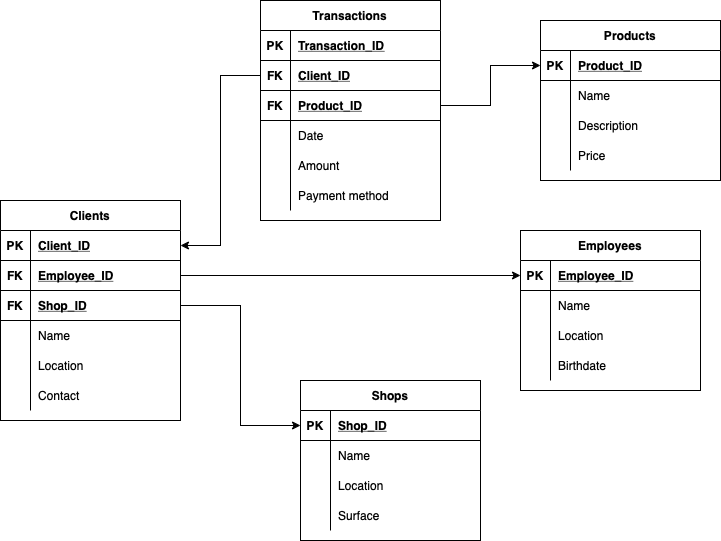 Transactions
PK Transaction_ID
FK Client_ID
FK Product_ID
Date
Amount
Payment method
Products
PK Product_ID
Name
Description
Price
Clients
PK Client_ID
FK Employee_ID
FK Shop_ID
Name
Location
Contact
Employees
PK Employee_ID
Name
Location
Birthdate
Shops
PK Shop_ID
Name
Location
Surface